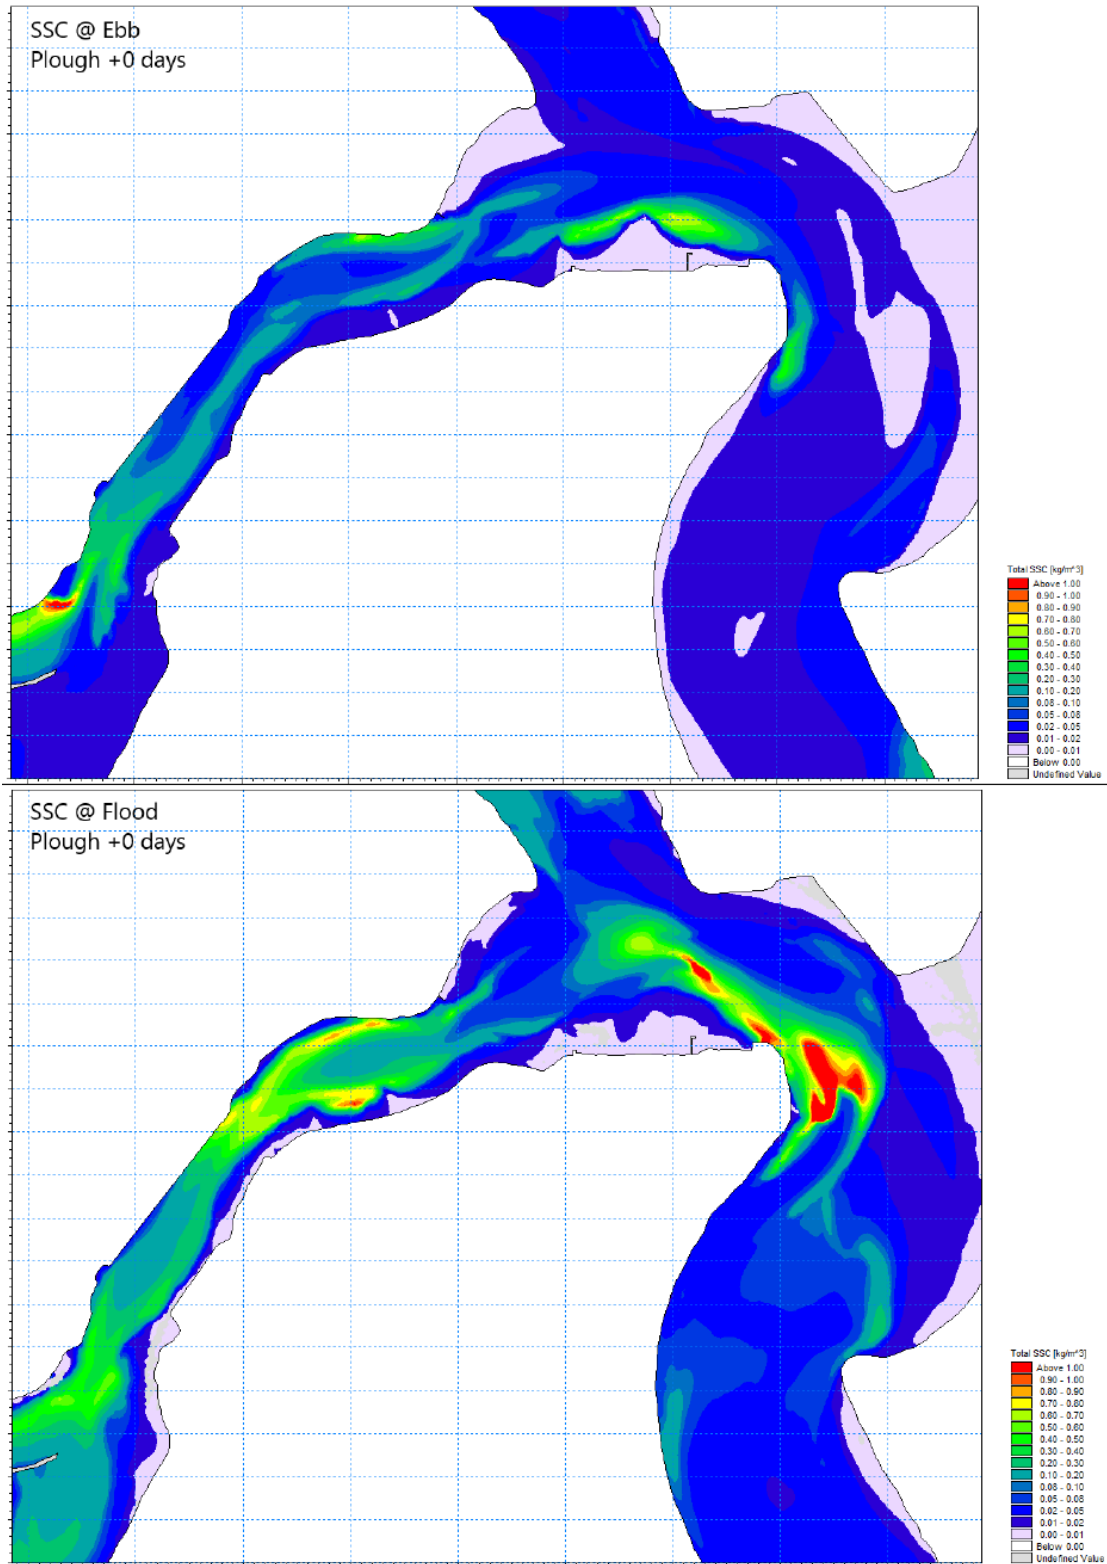 SSC @ Ebb
Plough +0 days
Total SSC [kg/m^3]
Above 1.00
0.90 - 1.00
0.80 - 0.90
0.70 - 0.80
0.60 - 0.70
0.50 - 0.60
0.40 - 0.50
0.30 - 0.40
0.20 - 0.30
0.10 - 0.20
0.08 - 0.10
0.05 - 0.08
0.02 - 0.05
0.01 - 0.02
0.00 - 0.01
Below 0.00
Undefined Value
SSC @ Flood
Plough +0 days
Total SSC [kg/m^3]
Above 1.00
0.90 - 1.00
0.80 - 0.90
0.70 - 0.80
0.60 - 0.70
0.50 - 0.60
0.40 - 0.50
0.30 - 0.40
0.20 - 0.30
0.10 - 0.20
0.08 - 0.10
0.05 - 0.08
0.02 - 0.05
0.01 - 0.02
0.00 - 0.01
Below 0.00
Undefined Value